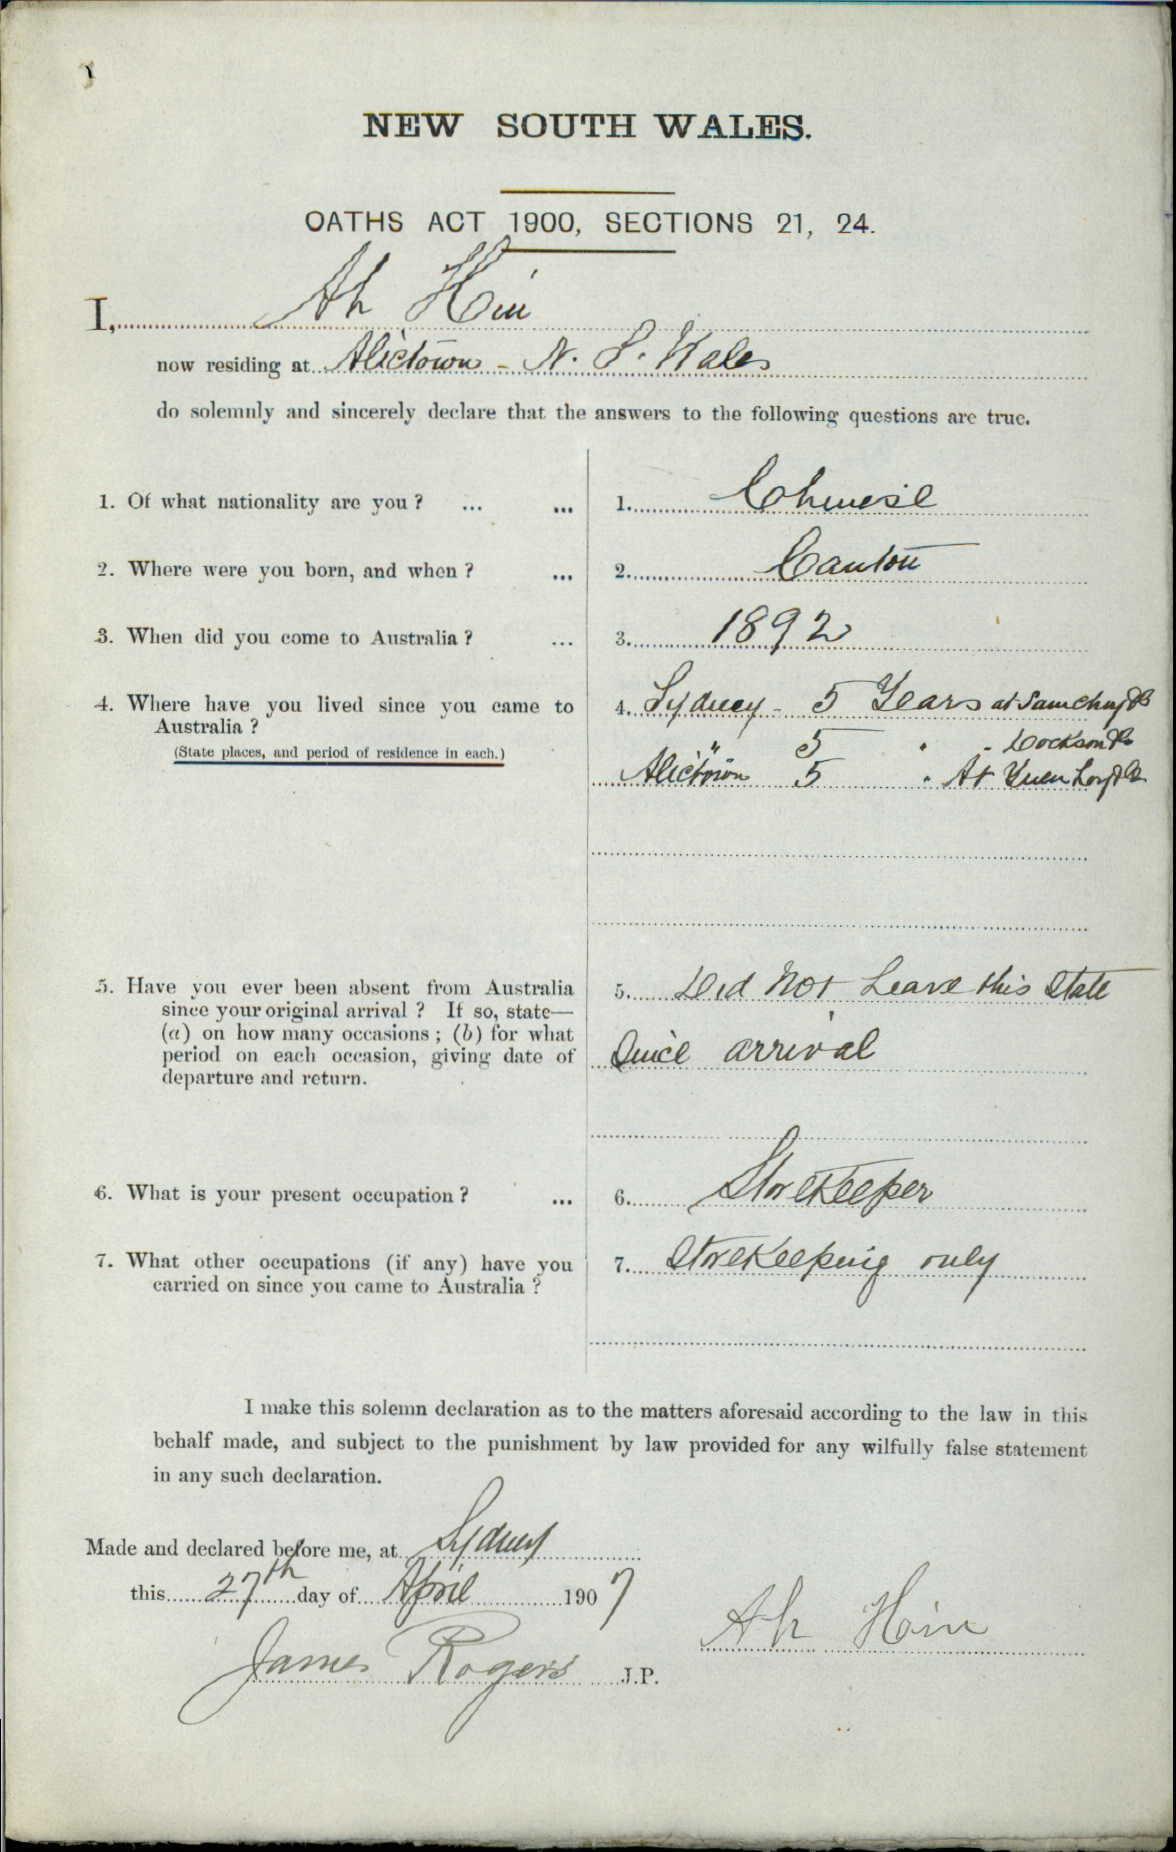 NEW SOUTH WALES.
OATHS ACT 1900, SECTIONS 21, 24.
I, Ah Hin
now residing at Alictown - N. S. Wales
do solemnly and sincerely declare that the answers to the following questions are true.
1. Of what nationality are you? ... ... 1. Chinese
2. Where were you born, and when? ... 2. Canton
3. When did you come to Australia? ... 3. 1892
4. Where have you lived since you came to Australia?
(State places, and period of residence in each.)
4. Sydney - 5 Years at
" 5 "
Alictown 5 " At Yuen
5. Have you ever been absent from Australia
since your original arrival? If so, state—
(a) on how many occasions; (b) for what
period on each occasion, giving date of
departure and return.
5. Did Not Leave this State
Since arrival
6. What is your present occupation? ... 6. Storekeeper
7. What other occupations (if any) have you
carried on since you came to Australia?
7. Storekeeping only
I make this solemn declaration as to the matters aforesaid according to the law in this
behalf made, and subject to the punishment by law provided for any wilfully false statement
in any such declaration.
Made and declared before me, at Sydney
this 27th day of April 1907
Ah Hin
James Rogers J.P.